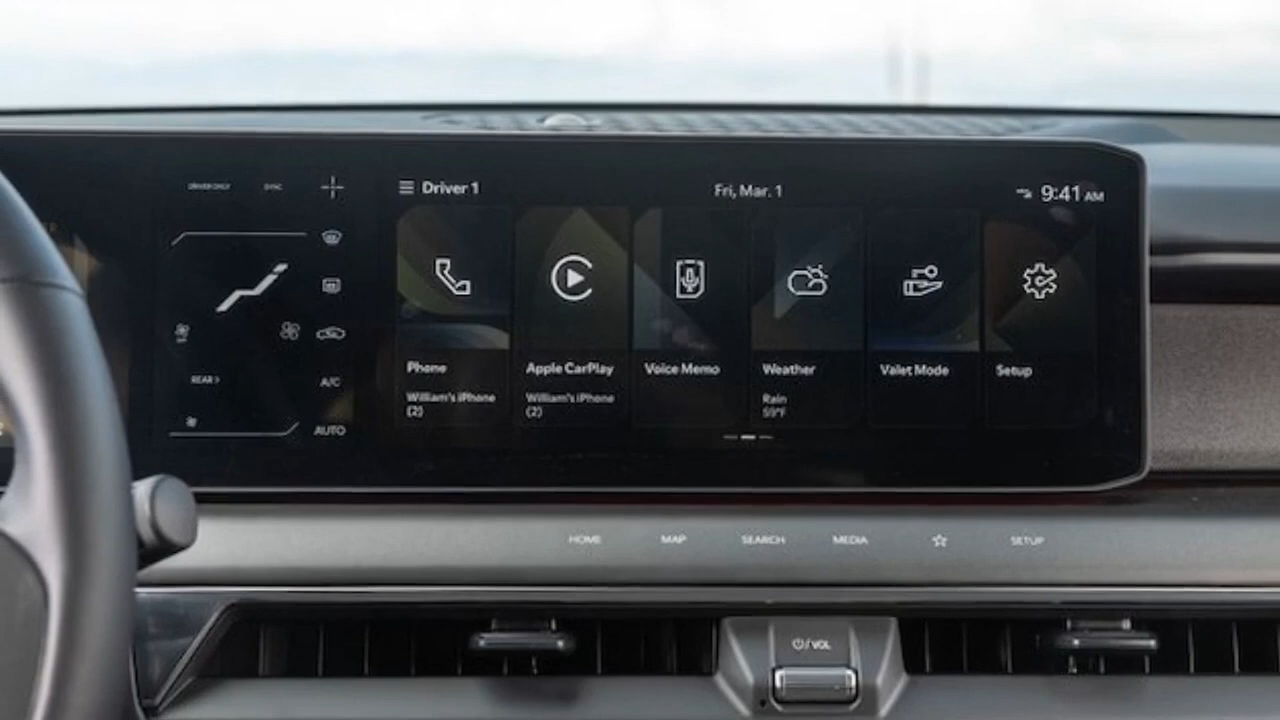 DRIVER ONLY
SYNC
Driver 1
Fri, Mar. 1
9:41 AM
REAR >
A/C
AUTO
Phone
William's iPhone
(2)
Apple CarPlay
William's iPhone
(2)
Voice Memo
Weather
Rain
59°F
Valet Mode
Setup
HOME
MAP
SEARCH
MEDIA
SETUP
/ VOL